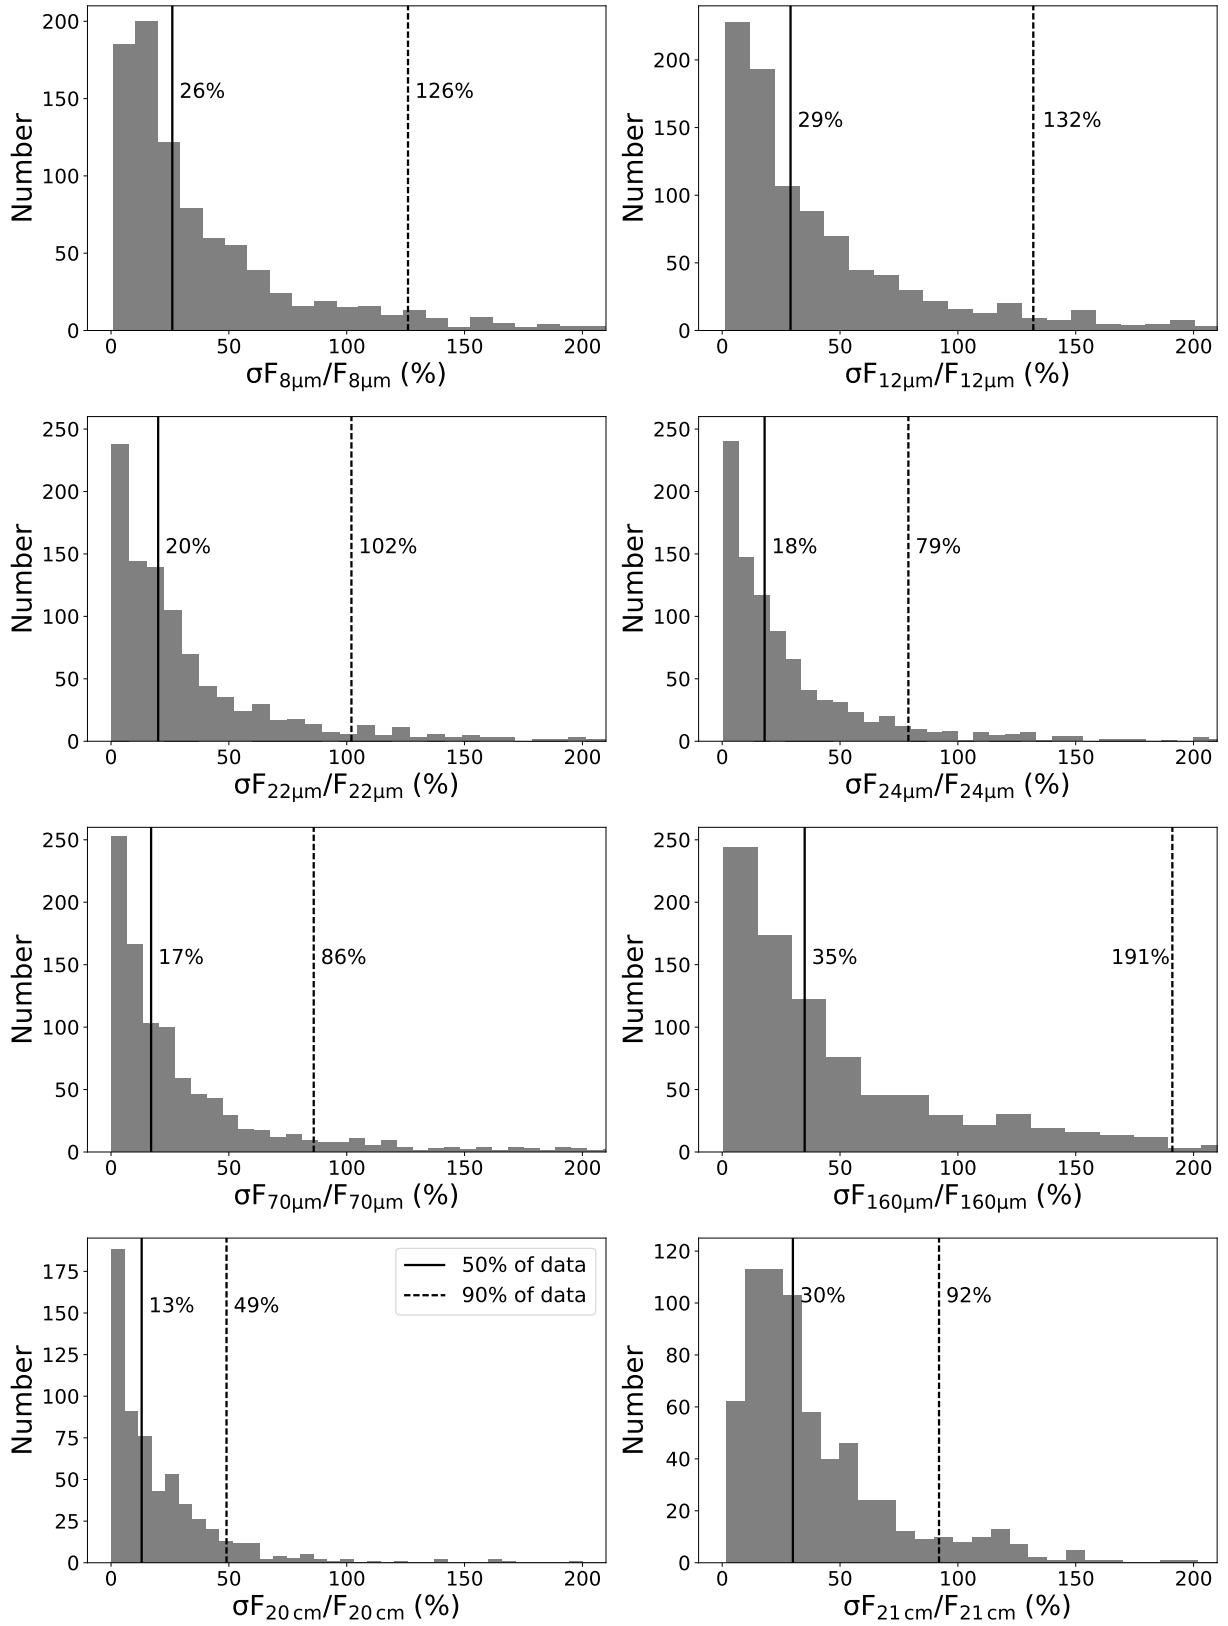 200
150
100
50
0
Number
26%
126%
0 50 100 150 200
σF8μm/F8μm (%)
200
150
100
50
0
Number
29%
132%
0 50 100 150 200
σF12μm/F12μm (%)
250
200
150
100
50
0
Number
20%
102%
0 50 100 150 200
σF22μm/F22μm (%)
250
200
150
100
50
0
Number
18%
79%
0 50 100 150 200
σF24μm/F24μm (%)
250
200
150
100
50
0
Number
17%
86%
0 50 100 150 200
σF70μm/F70μm (%)
250
200
150
100
50
0
Number
35%
191%
0 50 100 150 200
σF160μm/F160μm (%)
175
150
125
100
75
50
25
0
Number
13%
49%
50% of data
90% of data
0 50 100 150 200
σF20 cm/F20 cm (%)
120
100
80
60
40
20
0
Number
30%
92%
0 50 100 150 200
σF21 cm/F21 cm (%)